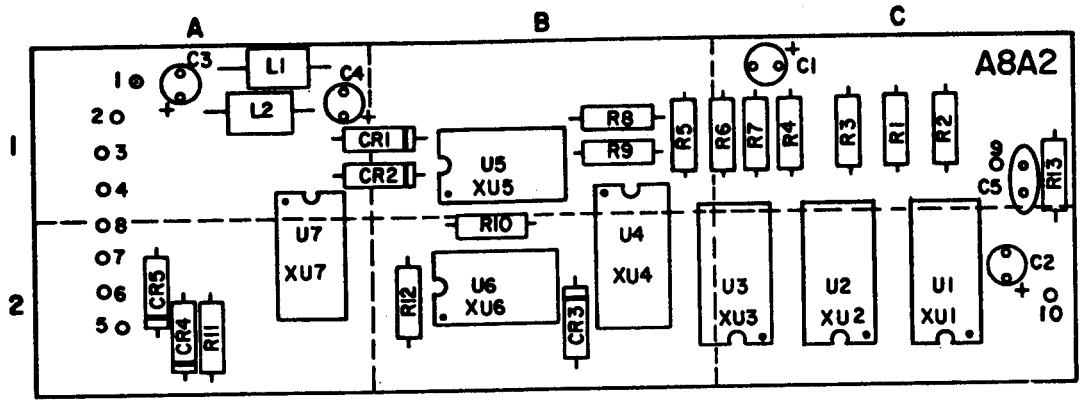 A B C
C3 L1 C4 C1 A8A2
1 L2
2
3
4
8
7
6
5
1
2
CR1
CR2
U5
XU5
R8
R9
R5
R6
R7
R4
R3
R1
R2
9
C5
R13
U7
XU7
R10
U4
XU4
CR5
CR4
R11
R12
U6
XU6
CR3
U3
XU3
U2
XU2
U1
XU1
C2
10